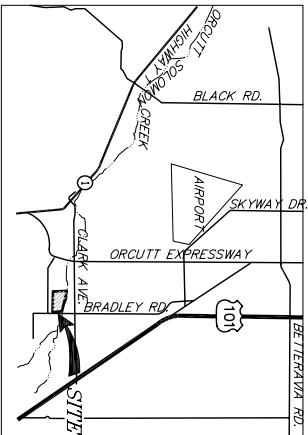 ORCUTT
SOLOMON CREEK
HIGHWAY 1
BLACK RD.
SKYWAY DR.
AIRPORT
1
ORCUTT EXPRESSWAY
CLARK AVE.
BRADLEY RD.
101
BETTERAVIA RD.
SITE